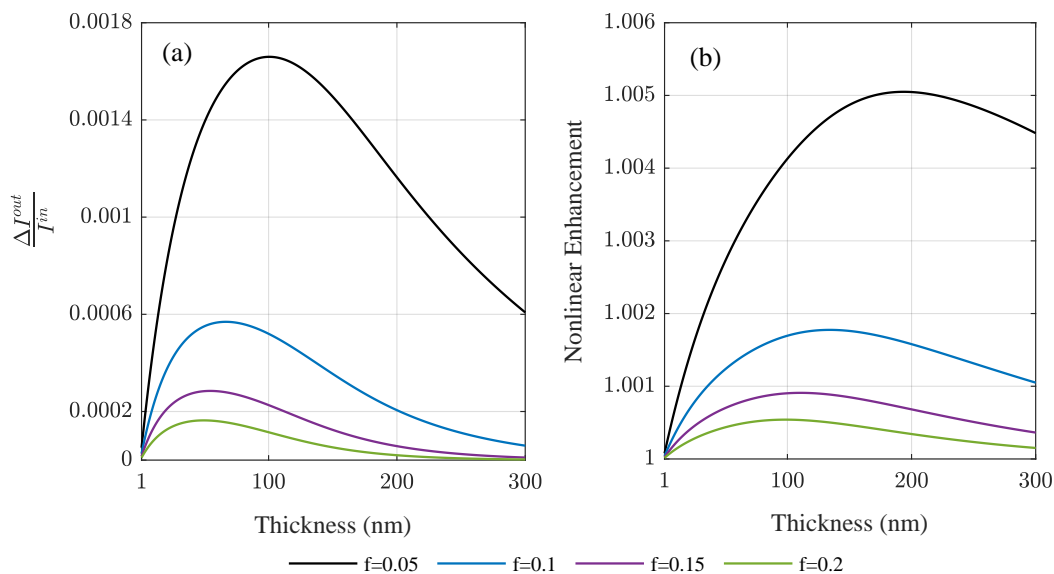 (a)
0.0018
0.0014
0.001
0.0006
0.0002
0
ΔI^{out}
I^{in}
1
100
200
300
Thickness (nm)
(b)
1.006
1.005
1.004
1.003
1.002
1.001
1
Nonlinear Enhancement
1
100
200
300
Thickness (nm)
f=0.05 f=0.1 f=0.15 f=0.2